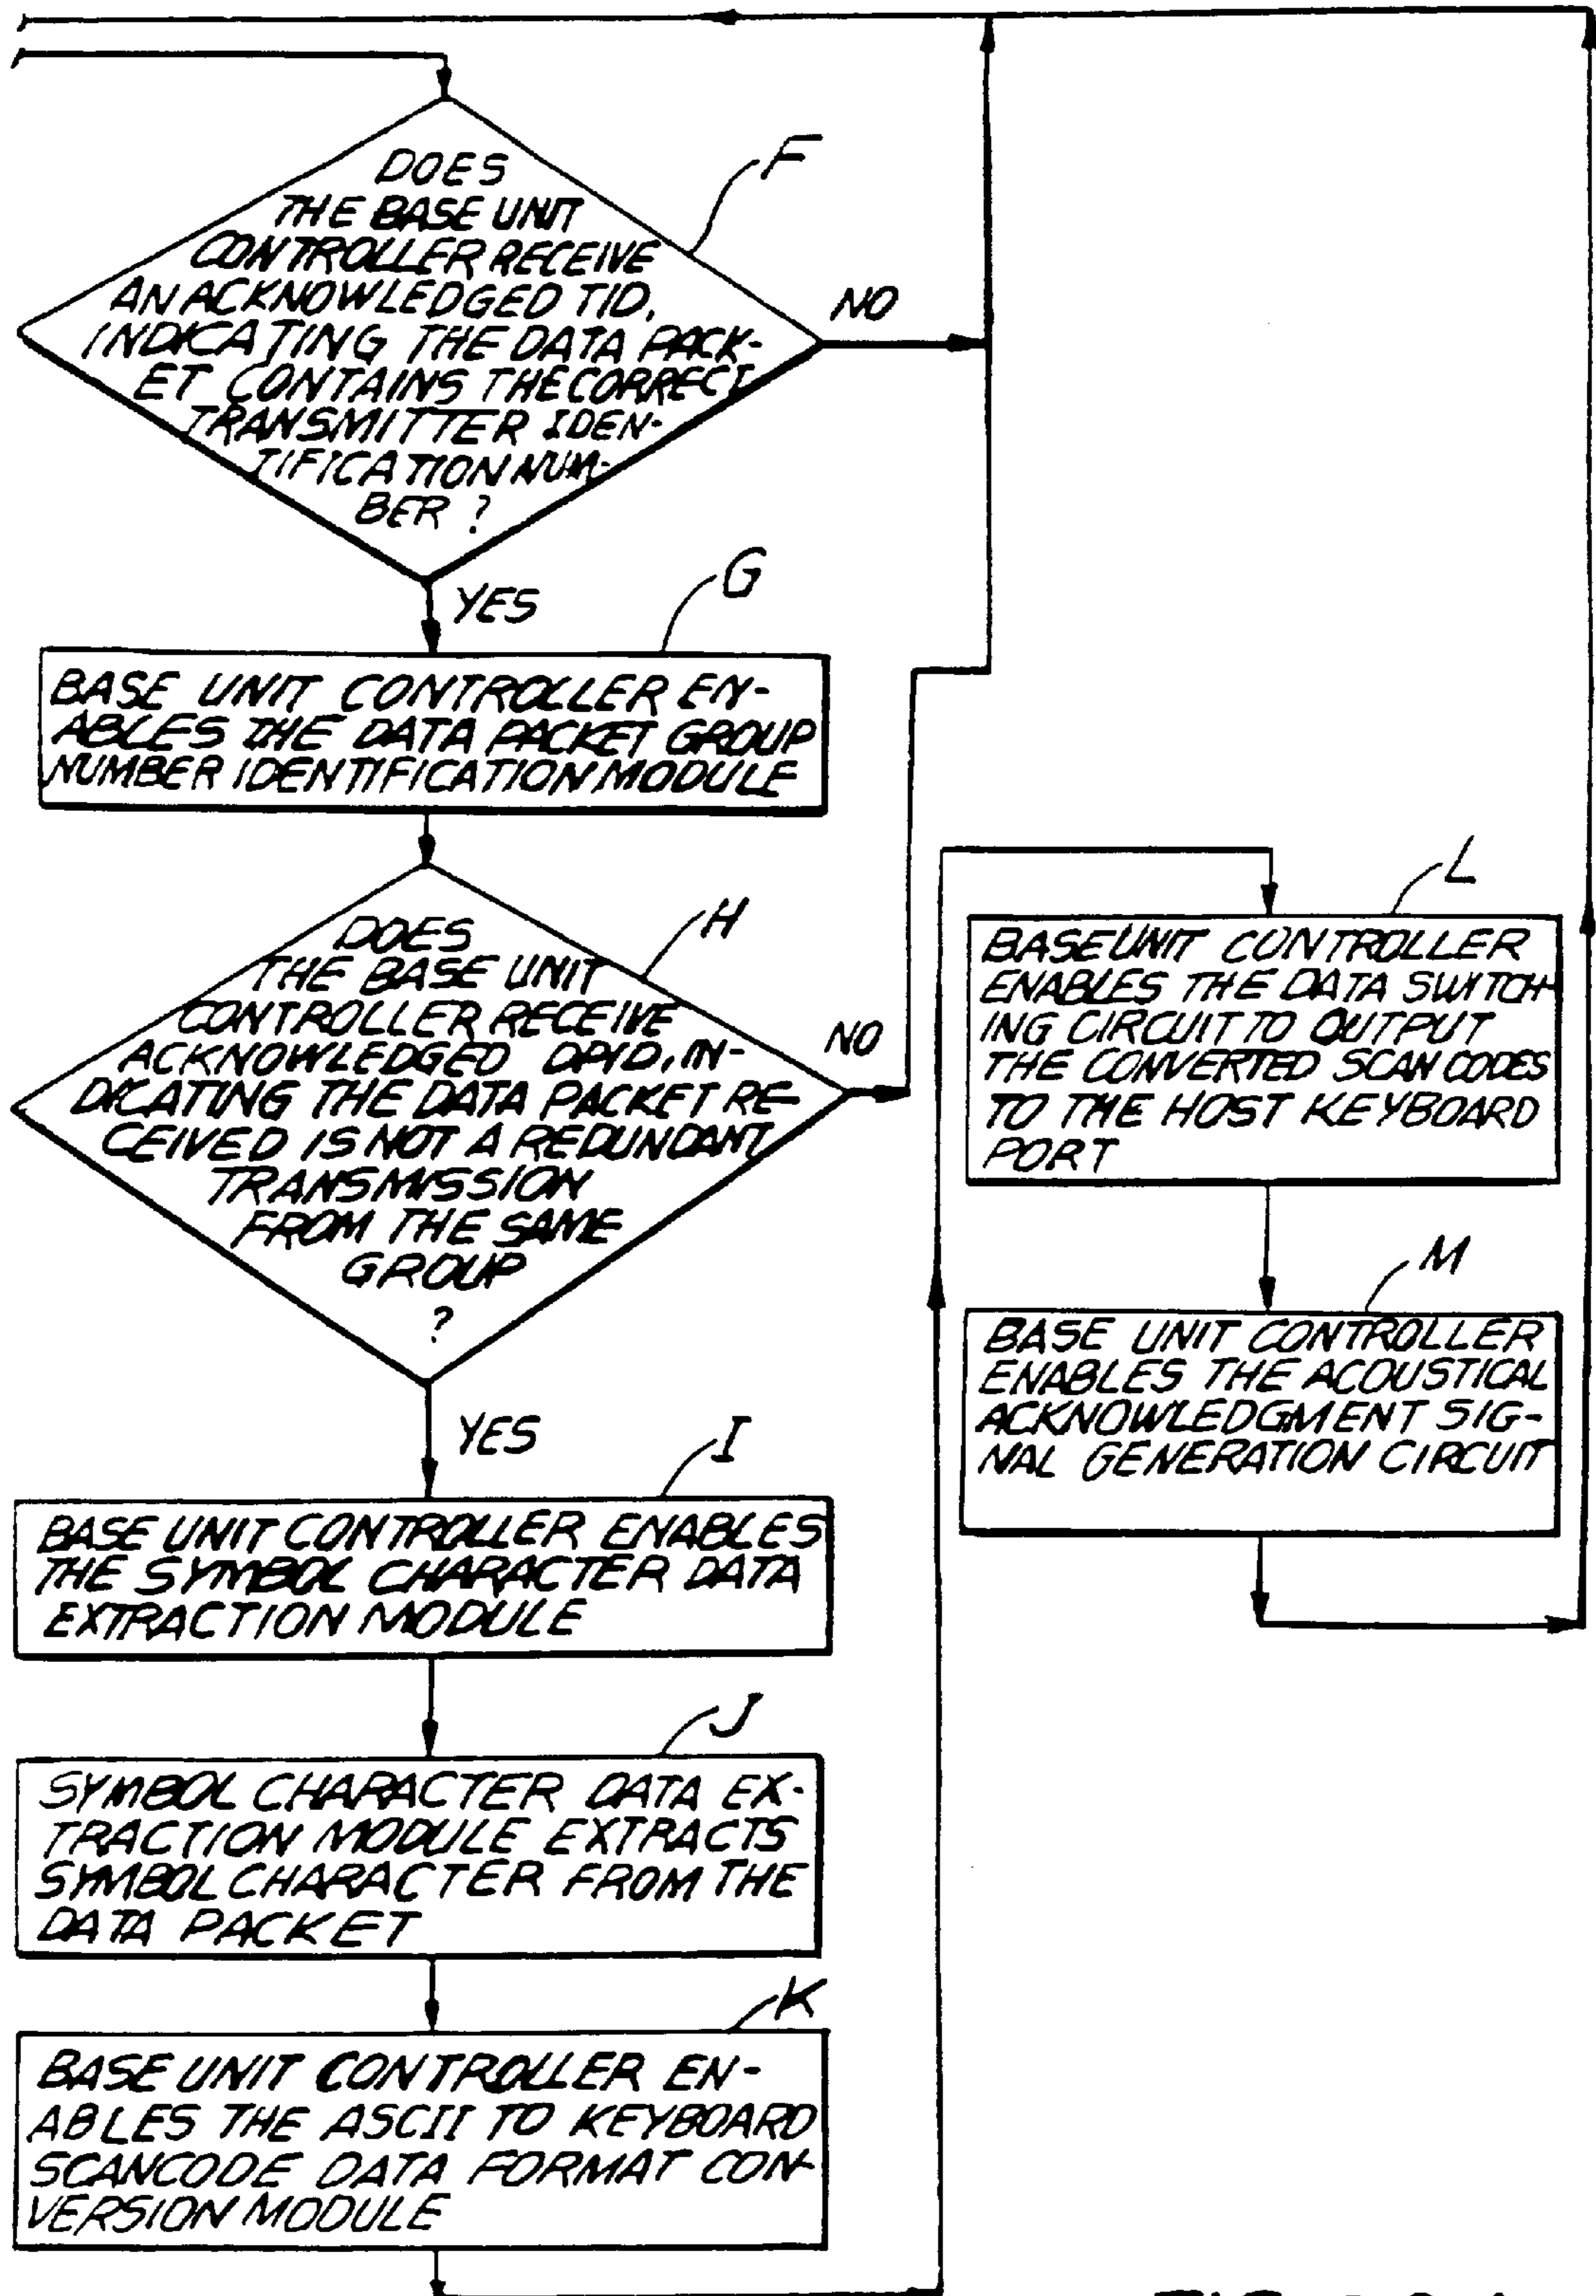 F
DOES
THE BASE UNIT
CONTROLLER RECEIVE
AN ACKNOWLEDGED TID,
INDICATING THE DATA PACK-
ET CONTAINS THE CORRECT
TRANSMITTER IDEN-
TIFICATION NUM-
BER ?
NO
YES
G
BASE UNIT CONTROLLER EN-
ABLES THE DATA PACKET GROUP
NUMBER IDENTIFICATION MODULE
H
DOES
THE BASE UNIT
CONTROLLER RECEIVE
ACKNOWLEDGED DPID, IN-
DICATING THE DATA PACKET RE-
CEIVED IS NOT A REDUNDANT
TRANSMISSION
FROM THE SAME
GROUP
?
NO
YES
I
BASE UNIT CONTROLLER ENABLES
THE SYMBOL CHARACTER DATA
EXTRACTION MODULE
J
SYMBOL CHARACTER DATA EX-
TRACTION MODULE EXTRACTS
SYMBOL CHARACTER FROM THE
DATA PACKET
K
BASE UNIT CONTROLLER EN-
ABLES THE ASCII TO KEYBOARD
SCANCODE DATA FORMAT CON-
VERSION MODULE
L
BASE UNIT CONTROLLER
ENABLES THE DATA SWITCH-
ING CIRCUIT TO OUTPUT
THE CONVERTED SCAN CODES
TO THE HOST KEYBOARD
PORT
M
BASE UNIT CONTROLLER
ENABLES THE ACOUSTICAL
ACKNOWLEDGMENT SIG-
NAL GENERATION CIRCUIT